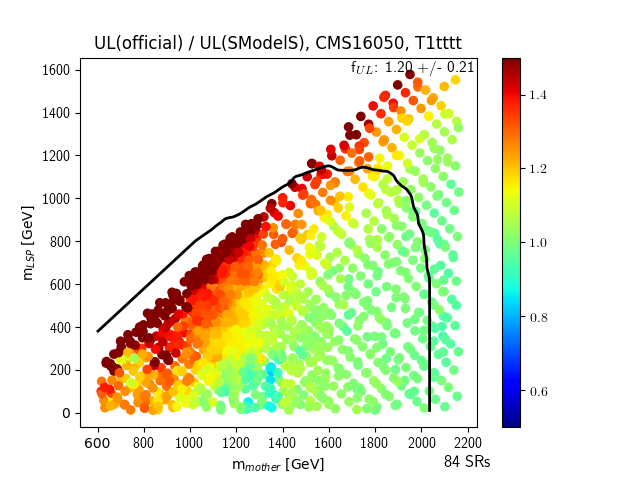 UL(official) / UL(SModelS), CMS16050, T1tttt
f_UL: 1.20 +/- 0.21
1600
1400
1200
1000
800
600
400
200
0
m_LSP [GeV]
600 800 1000 1200 1400 1600 1800 2000 2200
m_mother [GeV]
84 SRs
1.4
1.2
1.0
0.8
0.6